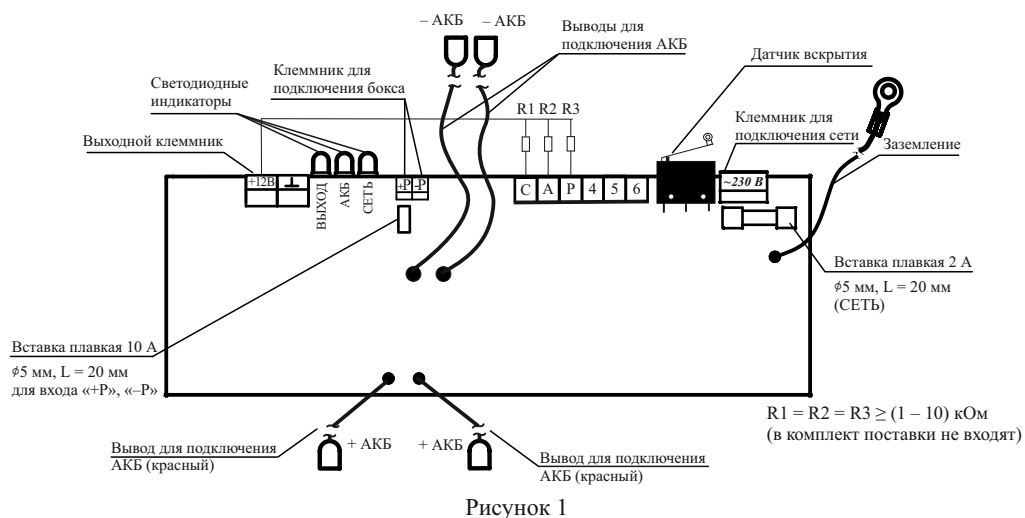 – АКБ – АКБ
Выводы для
подключения АКБ
Датчик вскрытия
Светодиодные
индикаторы
Клеммник для
подключения бокса
R1 R2 R3
Клеммник для
подключения сети
Выходной клеммник
Заземление
+12В ⊥
ВЫХОД
АКБ
СЕТЬ
+Р -Р
С А Р 4 5 6
~230 В
Вставка плавкая 2 А
∅5 мм, L = 20 мм
(СЕТЬ)
Вставка плавкая 10 А
∅5 мм, L = 20 мм
для входа «+Р», «–Р»
R1 = R2 = R3 ≥ (1 – 10) кОм
(в комплект поставки не входят)
Вывод для подключения
АКБ (красный)
+ АКБ
+ АКБ
Вывод для подключения
АКБ (красный)
Рисунок 1